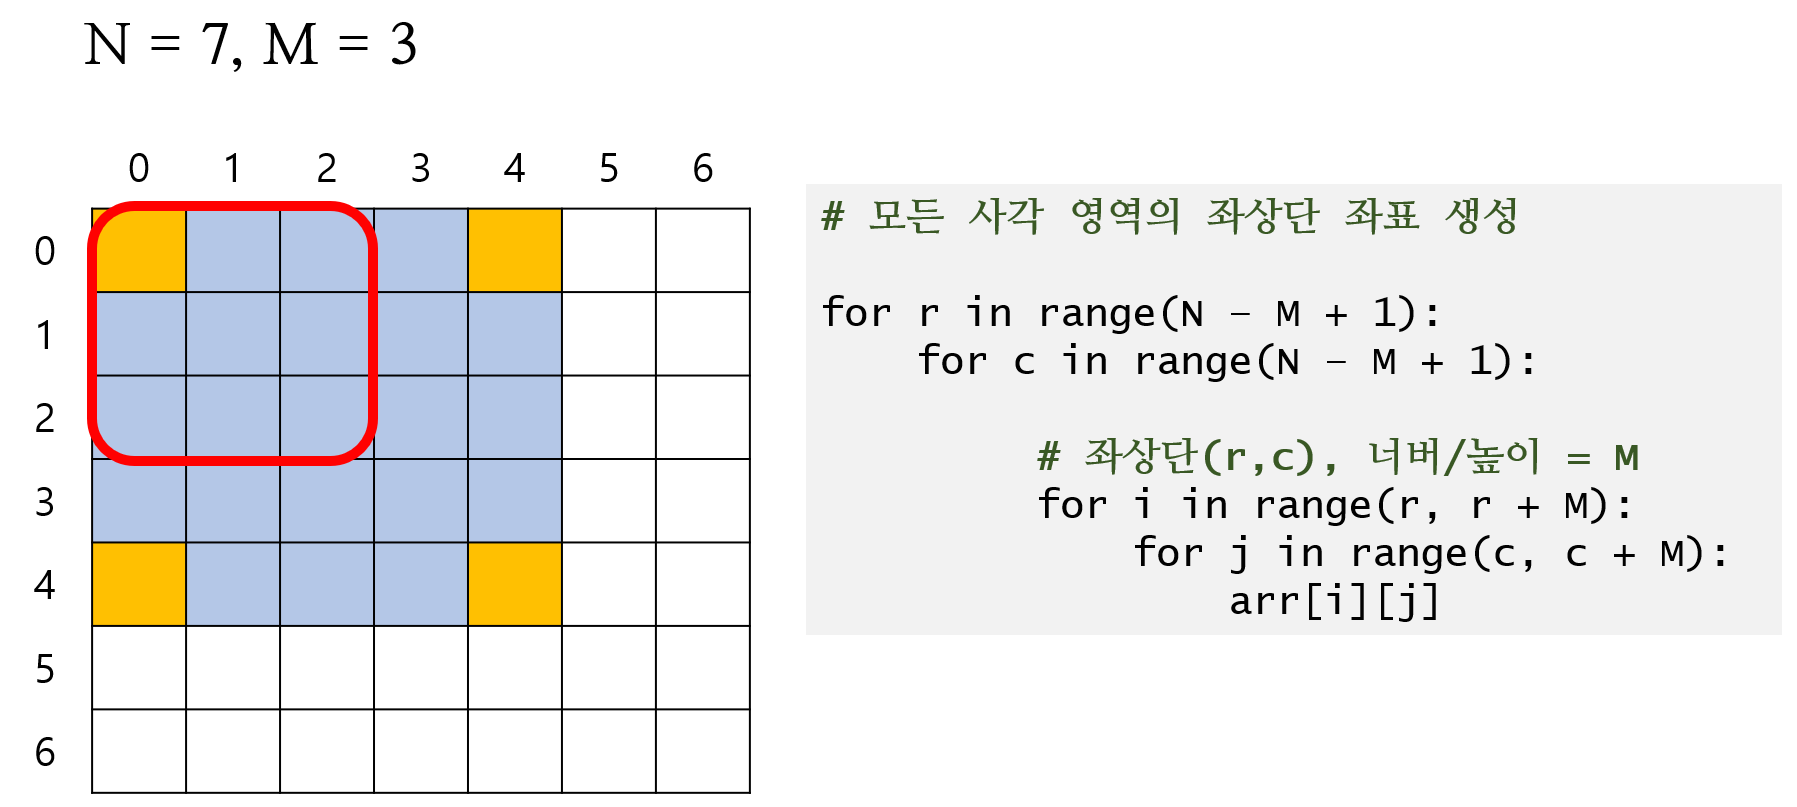 N = 7, M = 3
0 1 2 3 4 5 6
0
1
2
3
4
5
6
# 모든 사각 영역의 좌상단 좌표 생성
for r in range(N - M + 1):
    for c in range(N - M + 1):
        # 좌상단(r,c), 너버/높이 = M
        for i in range(r, r + M):
            for j in range(c, c + M):
                arr[i][j]